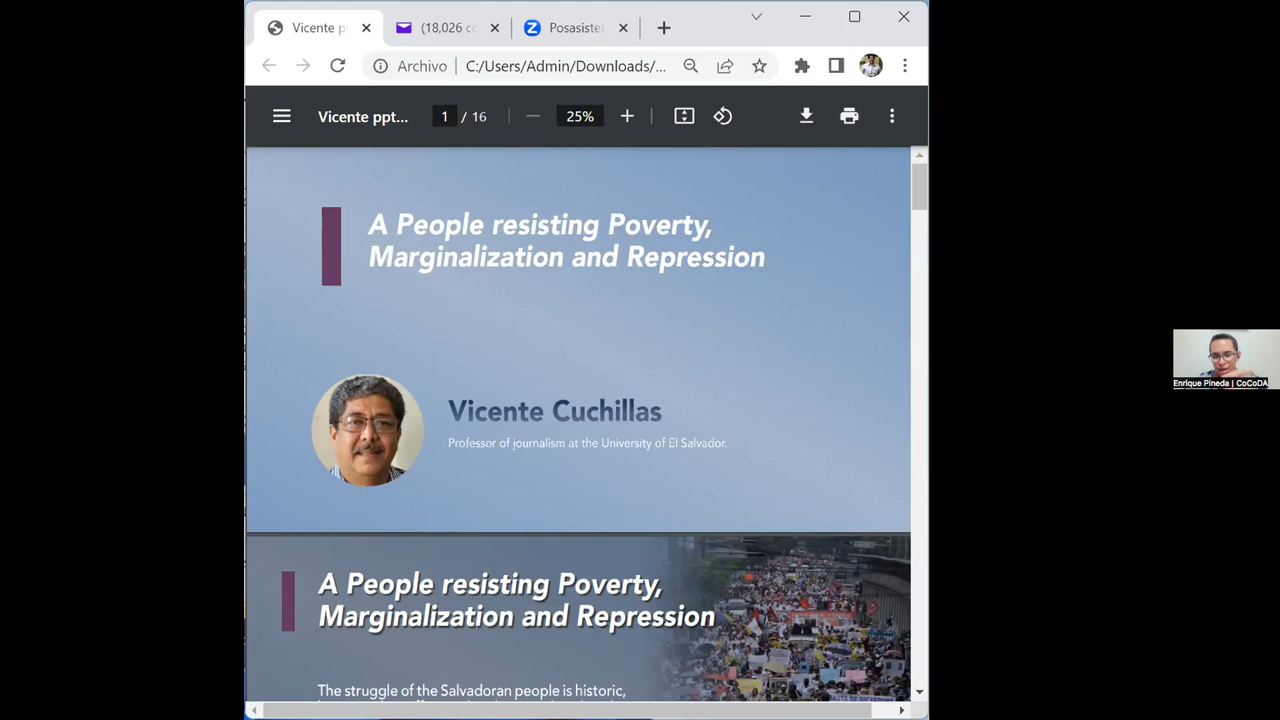 Vicente p
(18,026 co
Posasiste
Archivo
C:/Users/Admin/Downloads/...
Vicente ppt...
1 / 16
25%
A People resisting Poverty,
Marginalization and Repression
Vicente Cuchillas
Professor of journalism at the University of El Salvador.
A People resisting Poverty,
Marginalization and Repression
The struggle of the Salvadoran people is historic,
Enrique Pineda | CoCoDA